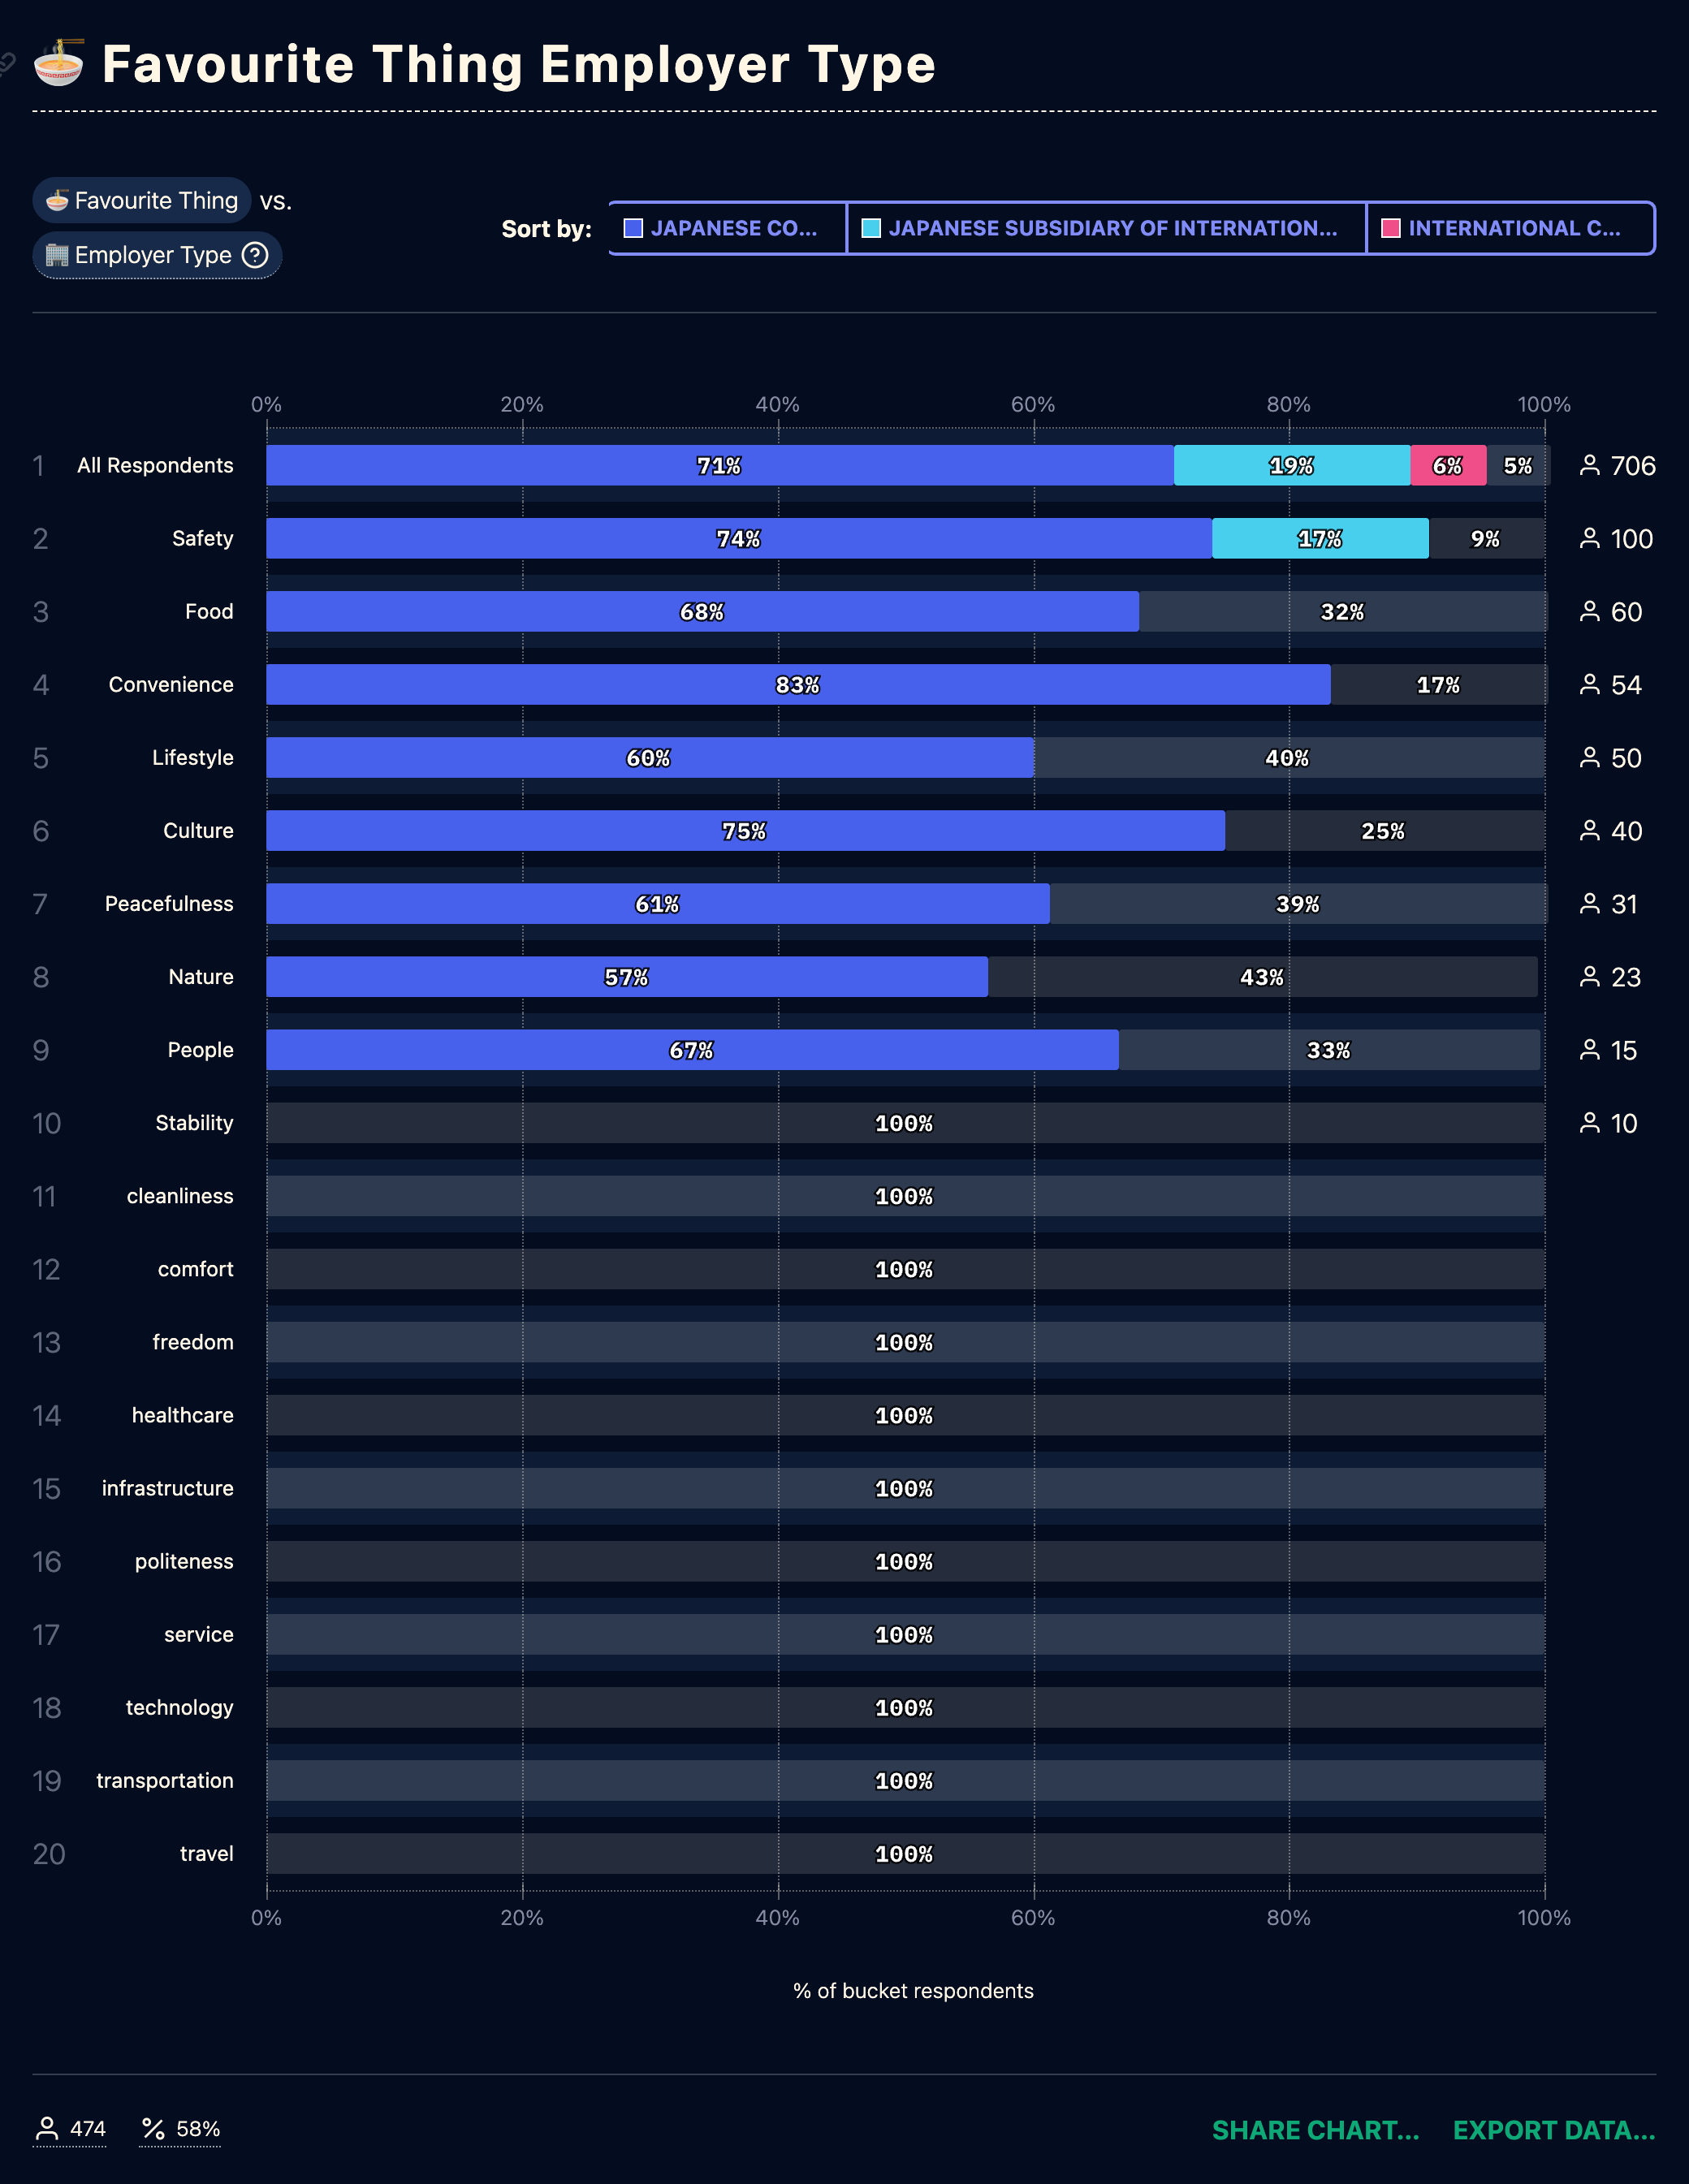 Favourite Thing Employer Type
Favourite Thing vs.
Employer Type ?
Sort by: JAPANESE CO... JAPANESE SUBSIDIARY OF INTERNATION... INTERNATIONAL C...
0% 20% 40% 60% 80% 100%
1 All Respondents 71% 19% 6% 5% 706
2 Safety 74% 17% 9% 100
3 Food 68% 32% 60
4 Convenience 83% 17% 54
5 Lifestyle 60% 40% 50
6 Culture 75% 25% 40
7 Peacefulness 61% 39% 31
8 Nature 57% 43% 23
9 People 67% 33% 15
10 Stability 100% 10
11 cleanliness 100%
12 comfort 100%
13 freedom 100%
14 healthcare 100%
15 infrastructure 100%
16 politeness 100%
17 service 100%
18 technology 100%
19 transportation 100%
20 travel 100%
0% 20% 40% 60% 80% 100%
% of bucket respondents
474 % 58% SHARE CHART... EXPORT DATA...